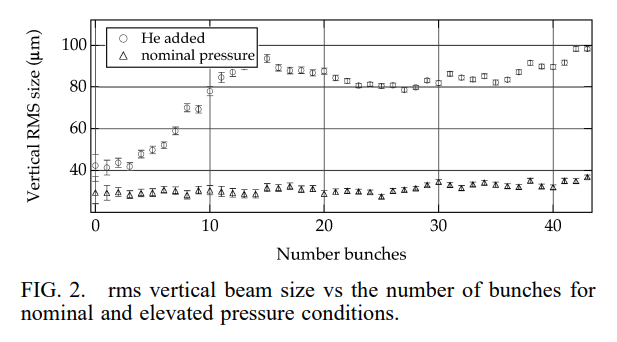 100
80
60
40
Vertical RMS size (μm)
He added
nominal pressure
0
10
20
30
40
Number bunches
FIG. 2. rms vertical beam size vs the number of bunches for
nominal and elevated pressure conditions.